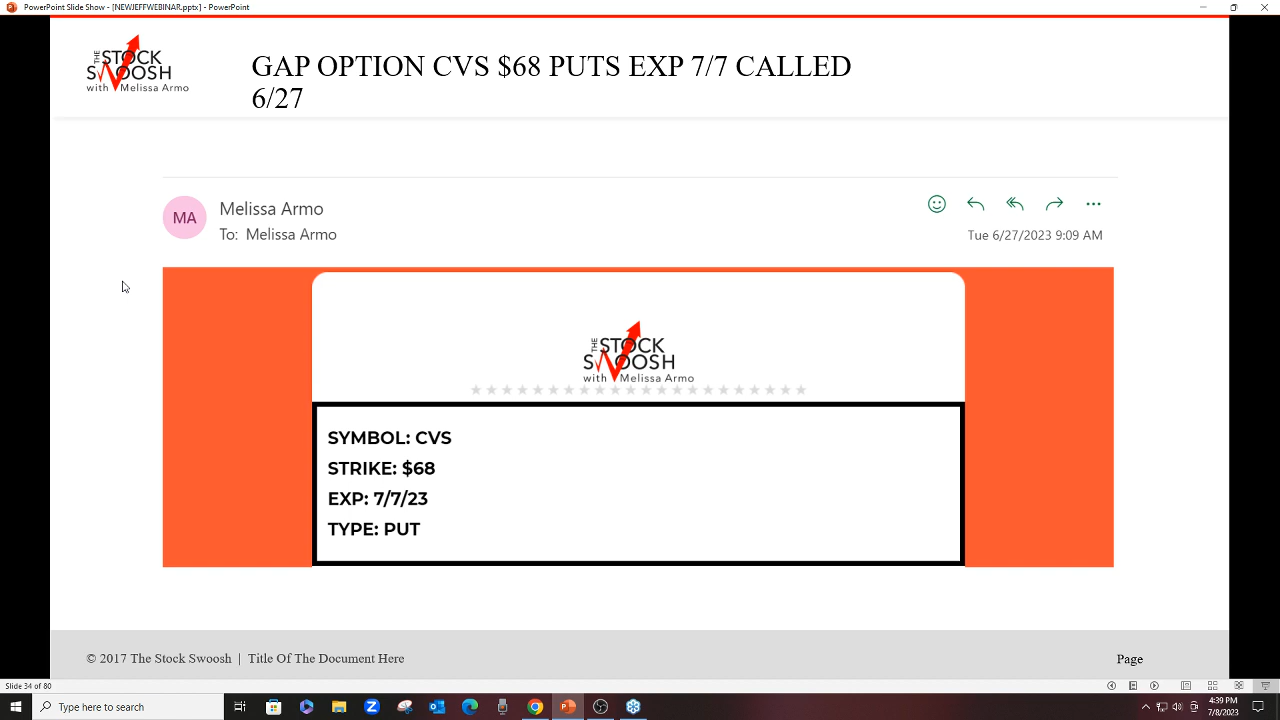 PowerPoint Slide Show - [NEWJEFFWEBINAR.pptx] - PowerPoint
THE
STOCK
SWOOSH
with Melissa Armo
GAP OPTION CVS $68 PUTS EXP 7/7 CALLED
6/27
MA
Melissa Armo
To: Melissa Armo
Tue 6/27/2023 9:09 AM
THE
STOCK
SWOOSH
with Melissa Armo
SYMBOL: CVS
STRIKE: $68
EXP: 7/7/23
TYPE: PUT
© 2017 The Stock Swoosh | Title Of The Document Here
Page
Slide 34 of 80
Type here to search
4:39 PM
7/8/2023